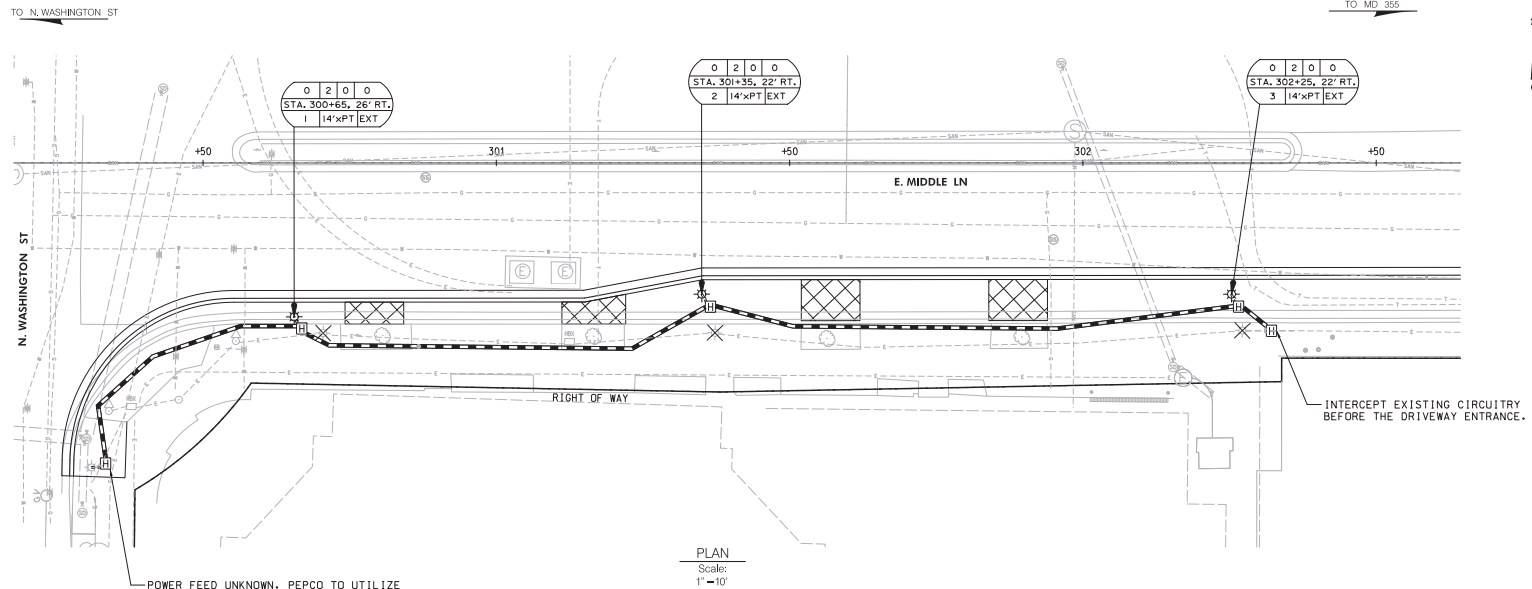 TO N. WASHINGTON ST
TO MD 355
0 2 0 0
STA. 300+65, 26' RT.
1 14'xPT EXT
0 2 0 0
STA. 301+35, 22' RT.
2 14'xPT EXT
0 2 0 0
STA. 302+25, 22' RT.
3 14'xPT EXT
+50
301
+50
302
+50
E. MIDDLE LN
N. WASHINGTON ST
RIGHT OF WAY
INTERCEPT EXISTING CIRCUITRY
BEFORE THE DRIVEWAY ENTRANCE.
POWER FEED UNKNOWN. PEPCO TO UTILIZE
PLAN
Scale:
1"=10'